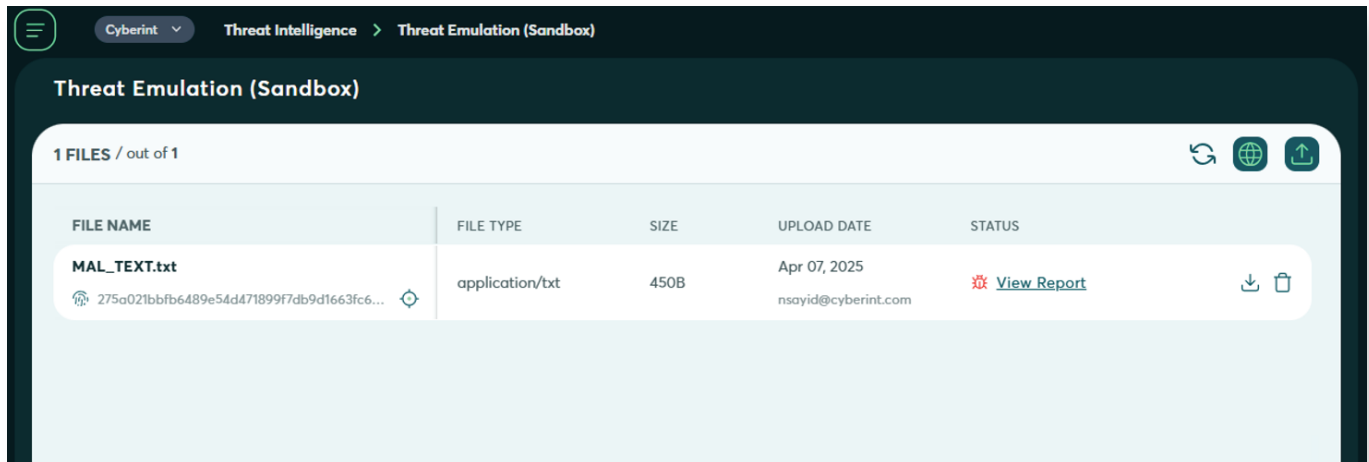 Cyberint
Threat Intelligence > Threat Emulation (Sandbox)
Threat Emulation (Sandbox)
1 FILES / out of 1
FILE NAME FILE TYPE SIZE UPLOAD DATE STATUS
MAL_TEXT.txt
275a021bbfb6489e54d471899f7db9d1663fc6...
application/txt
450B
Apr 07, 2025
nsayid@cyberint.com
View Report